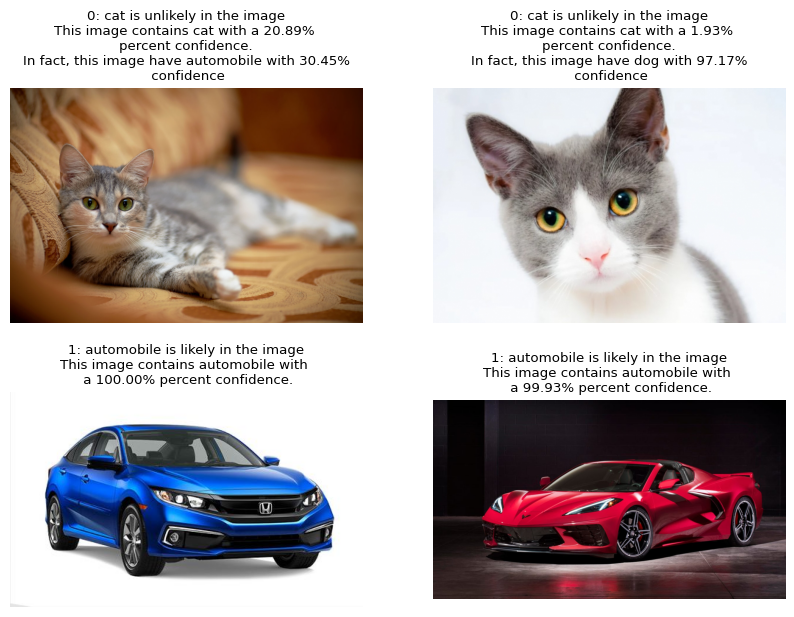 0: cat is unlikely in the image
This image contains cat with a 20.89%
percent confidence.
In fact, this image have automobile with 30.45%
confidence
0: cat is unlikely in the image
This image contains cat with a 1.93%
percent confidence.
In fact, this image have dog with 97.17%
confidence
1: automobile is likely in the image
This image contains automobile with
a 100.00% percent confidence.
1: automobile is likely in the image
This image contains automobile with
a 99.93% percent confidence.